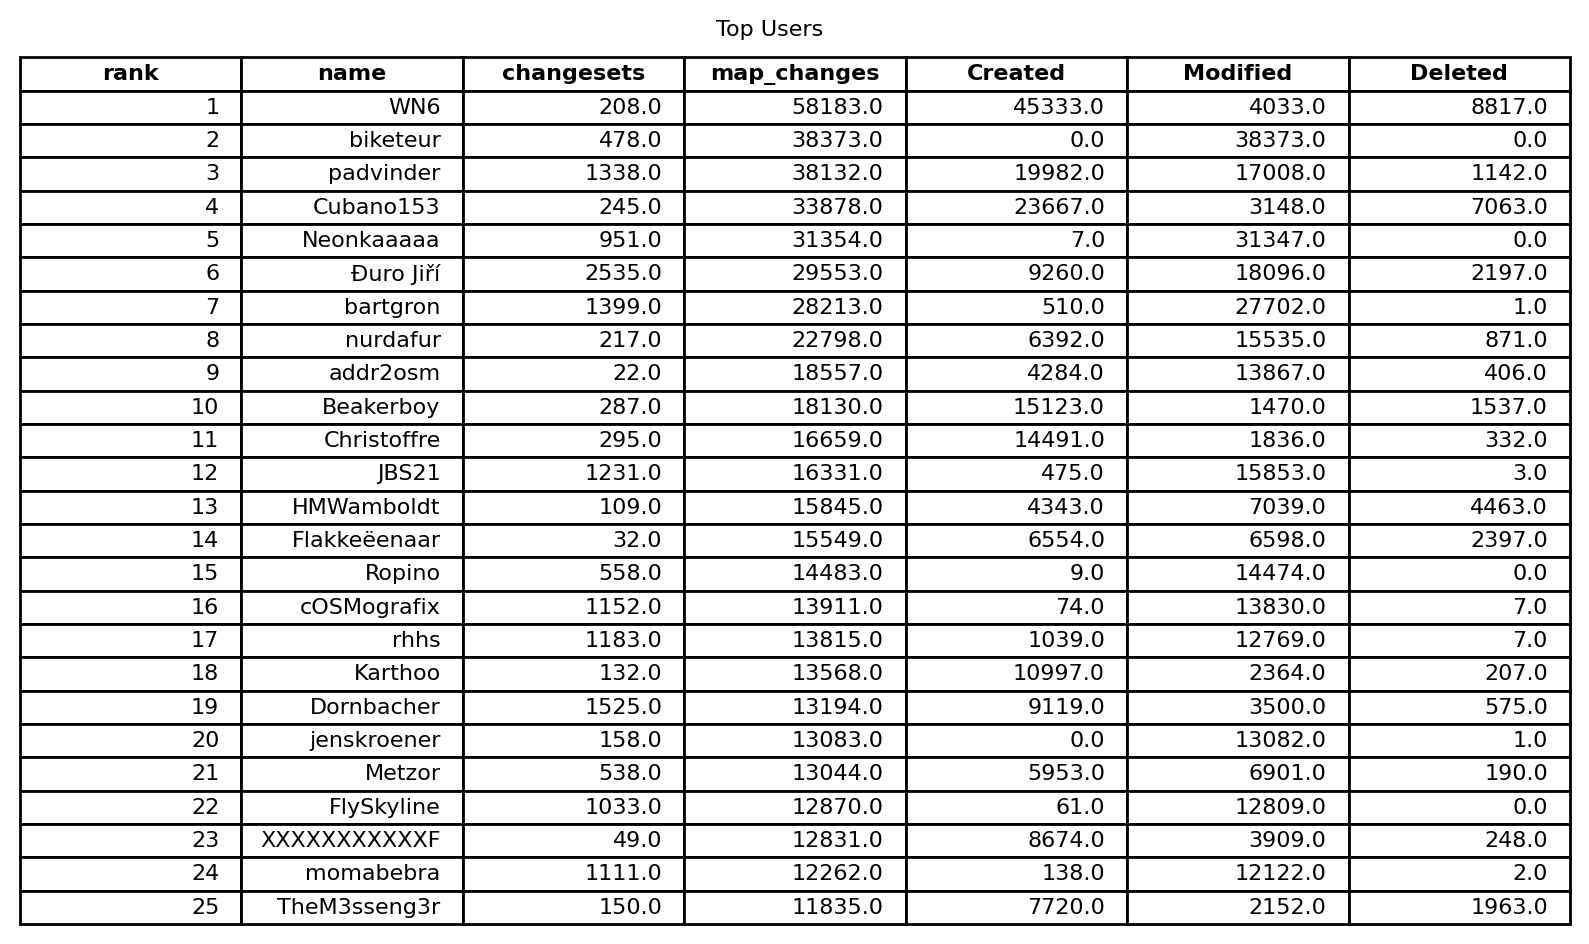 Top Users
rank name changesets map_changes Created Modified Deleted
1 WN6 208.0 58183.0 45333.0 4033.0 8817.0
2 biketeur 478.0 38373.0 0.0 38373.0 0.0
3 padvinder 1338.0 38132.0 19982.0 17008.0 1142.0
4 Cubano153 245.0 33878.0 23667.0 3148.0 7063.0
5 Neonkaaaaa 951.0 31354.0 7.0 31347.0 0.0
6 Đuro Jiří 2535.0 29553.0 9260.0 18096.0 2197.0
7 bartgron 1399.0 28213.0 510.0 27702.0 1.0
8 nurdafur 217.0 22798.0 6392.0 15535.0 871.0
9 addr2osm 22.0 18557.0 4284.0 13867.0 406.0
10 Beakerboy 287.0 18130.0 15123.0 1470.0 1537.0
11 Christoffre 295.0 16659.0 14491.0 1836.0 332.0
12 JBS21 1231.0 16331.0 475.0 15853.0 3.0
13 HMWamboldt 109.0 15845.0 4343.0 7039.0 4463.0
14 Flakkeëenaar 32.0 15549.0 6554.0 6598.0 2397.0
15 Ropino 558.0 14483.0 9.0 14474.0 0.0
16 cOSMografix 1152.0 13911.0 74.0 13830.0 7.0
17 rhhs 1183.0 13815.0 1039.0 12769.0 7.0
18 Karthoo 132.0 13568.0 10997.0 2364.0 207.0
19 Dornbacher 1525.0 13194.0 9119.0 3500.0 575.0
20 jenskroener 158.0 13083.0 0.0 13082.0 1.0
21 Metzor 538.0 13044.0 5953.0 6901.0 190.0
22 FlySkyline 1033.0 12870.0 61.0 12809.0 0.0
23 XXXXXXXXXXXF 49.0 12831.0 8674.0 3909.0 248.0
24 momabebra 1111.0 12262.0 138.0 12122.0 2.0
25 TheM3sseng3r 150.0 11835.0 7720.0 2152.0 1963.0